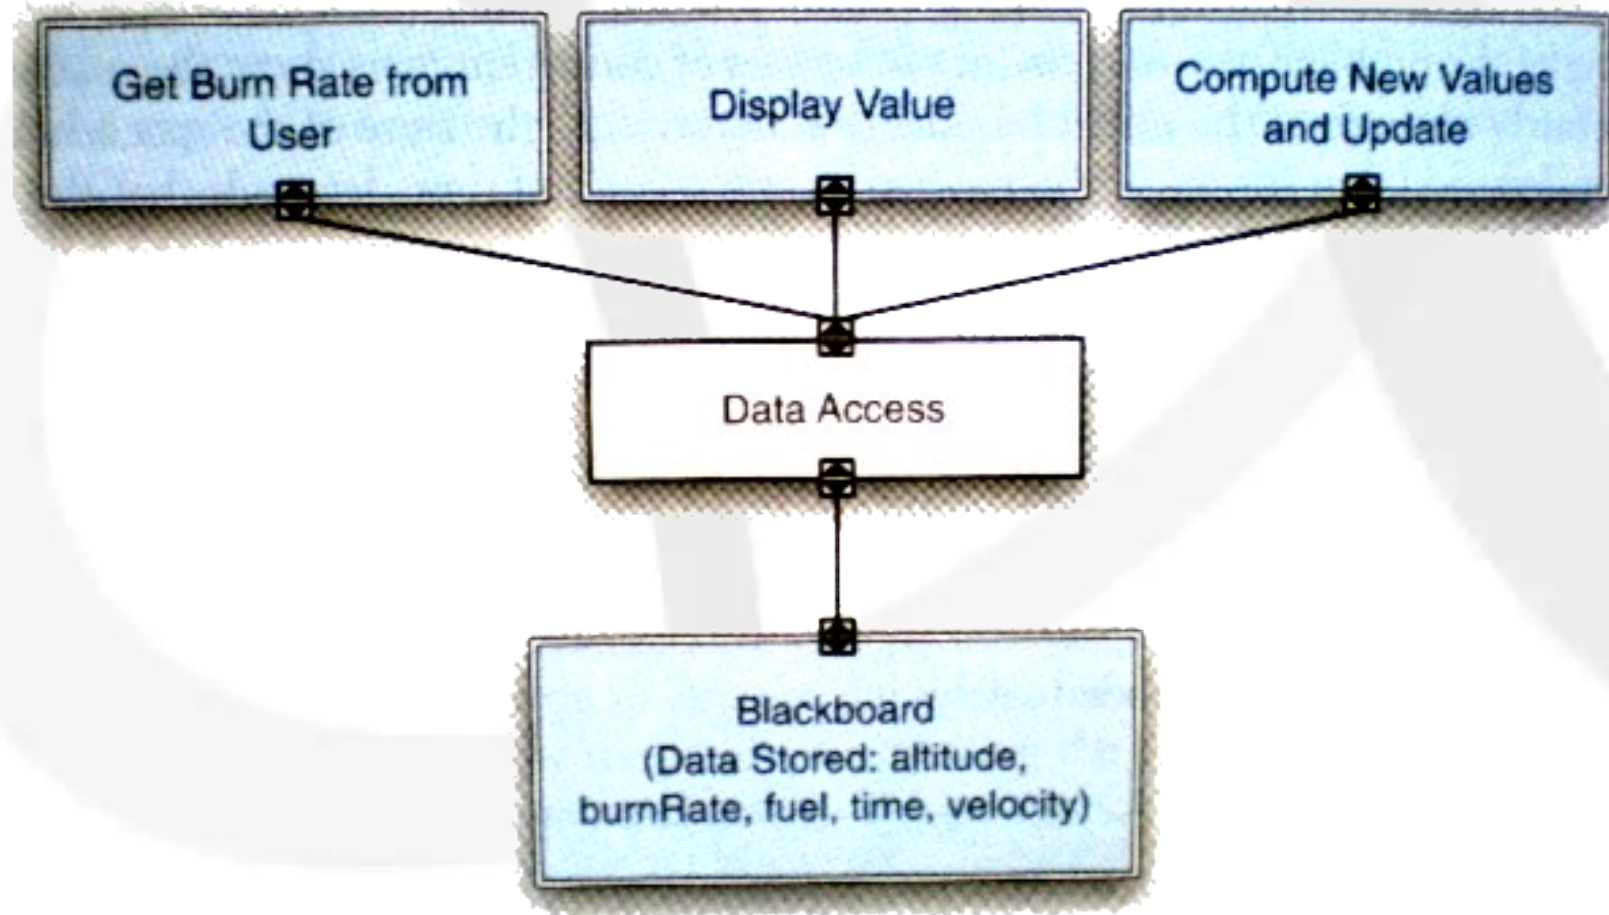 Get Burn Rate from
User
Display Value
Compute New Values
and Update
Data Access
Blackboard
(Data Stored: altitude,
burnRate, fuel, time, velocity)